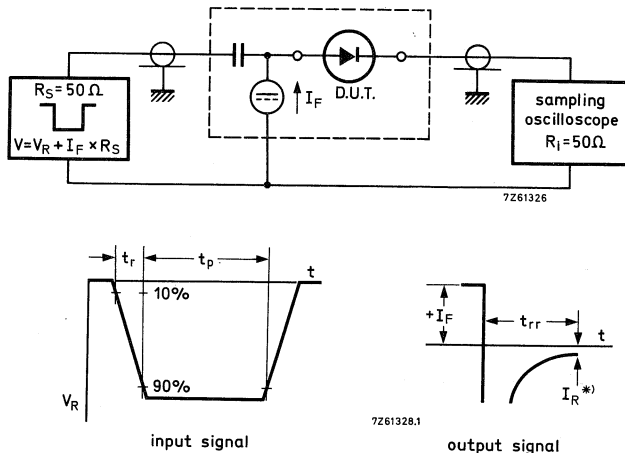 R_S = 50 Ω
V = V_R + I_F × R_S
I_F
D.U.T.
sampling
oscilloscope
R_i = 50 Ω
7Z61326
t_r
t_p
t
10%
90%
V_R
input signal
+I_F
t_rr
t
I_R *)
7Z61328.1
output signal